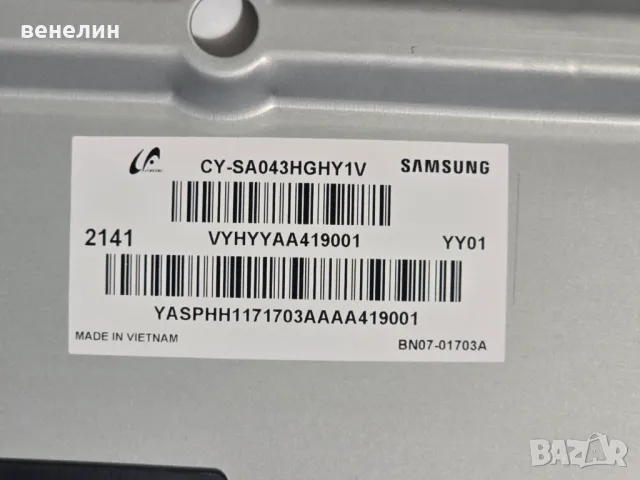 венелин
CY-SA043HGHY1V
SAMSUNG
2141
VYHYYAA419001
YY01
YASPHH1171703AAAA419001
MADE IN VIETNAM
BN07-01703A
BAZAR